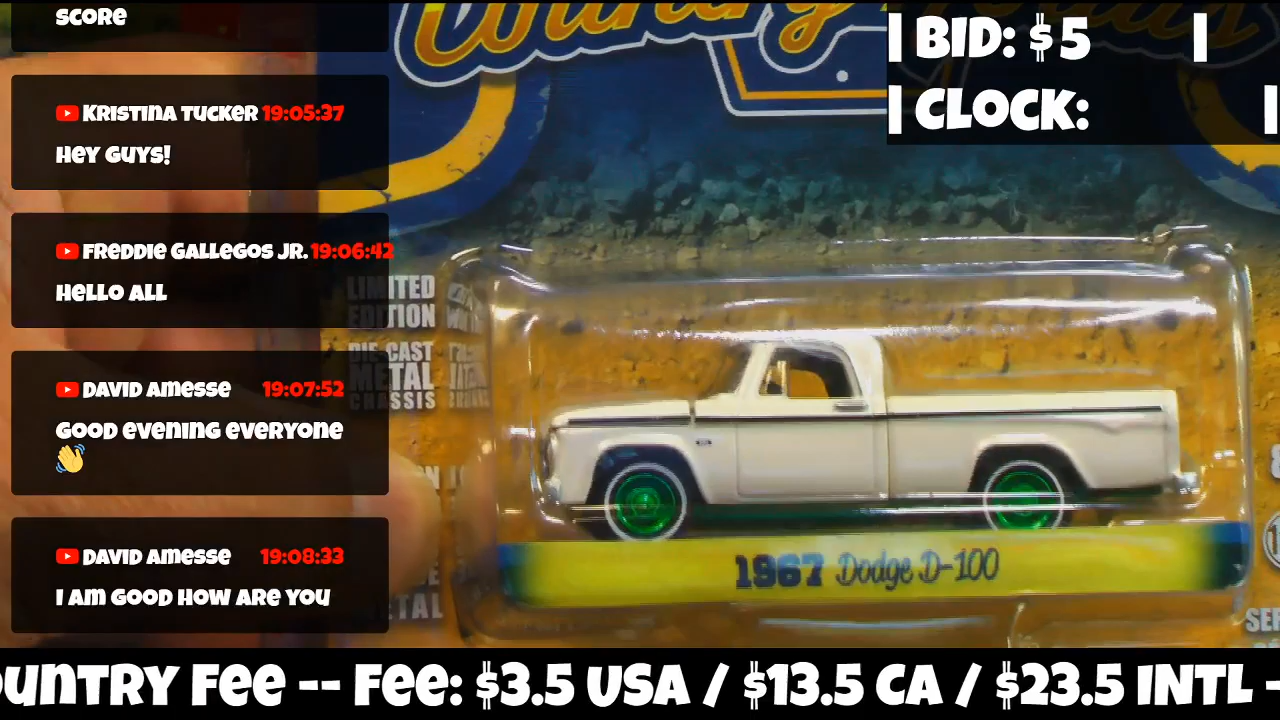 score
Kristina Tucker 19:05:37
Hey guys!
Freddie Gallegos Jr. 19:06:42
Hello all
David Amesse 19:07:52
Good evening everyone
👋
David Amesse 19:08:33
I am good how are you
Country Roads
| BID: $5 |
| CLOCK: |
LIMITED
EDITION
DIE CAST
METAL
CHASSIS
METAL
1967 Dodge D-100
ountry Fee -- Fee: $3.5 USA / $13.5 CA / $23.5 INTL -